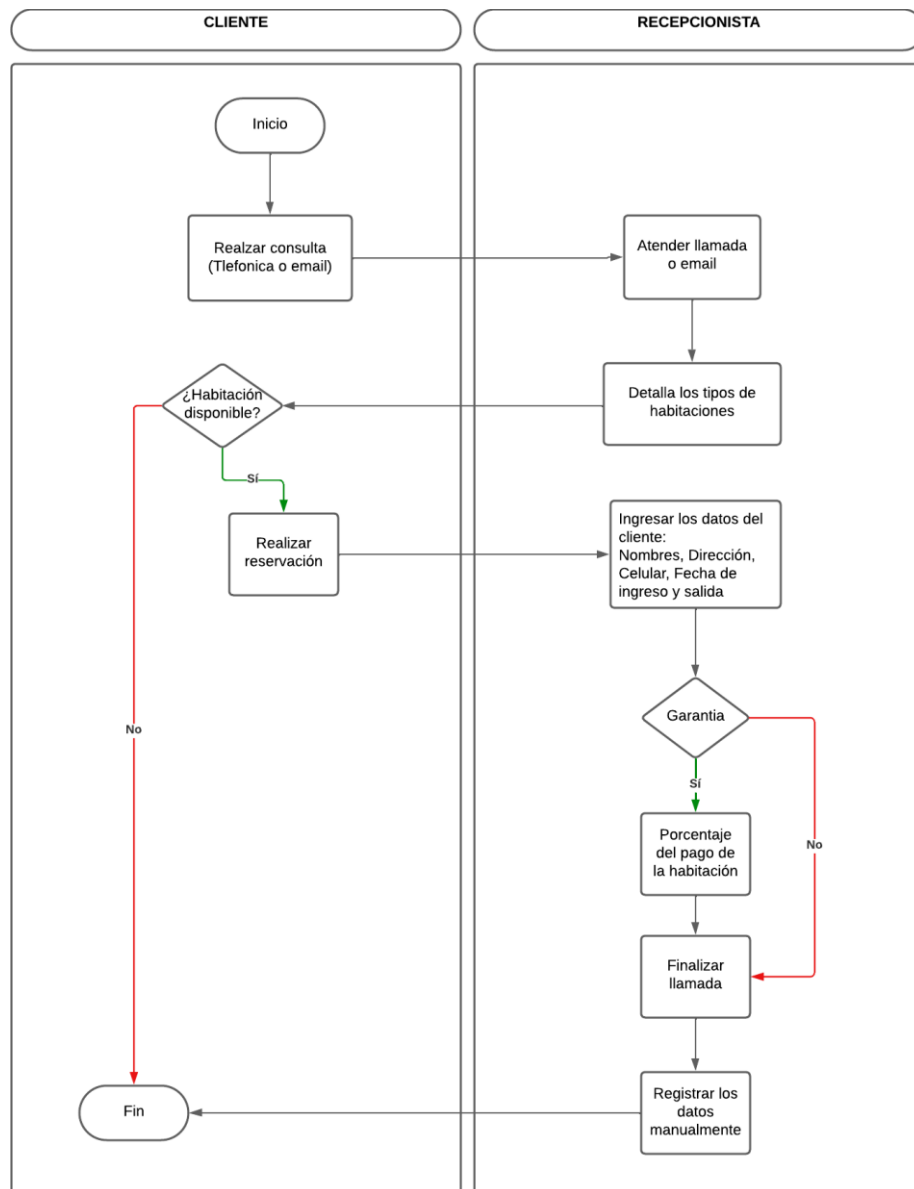 CLIENTE
RECEPCIONISTA
Inicio
Realzar consulta
(Tlefonica o email)
Atender llamada
o email
Detalla los tipos de
habitaciones
¿Habitación
disponible?
Sí
Realizar
reservación
Ingresar los datos del
cliente:
Nombres, Dirección,
Celular, Fecha de
ingreso y salida
Garantia
No
Sí
No
Porcentaje
del pago de
la habitación
Finalizar
llamada
Registrar los
datos
manualmente
Fin